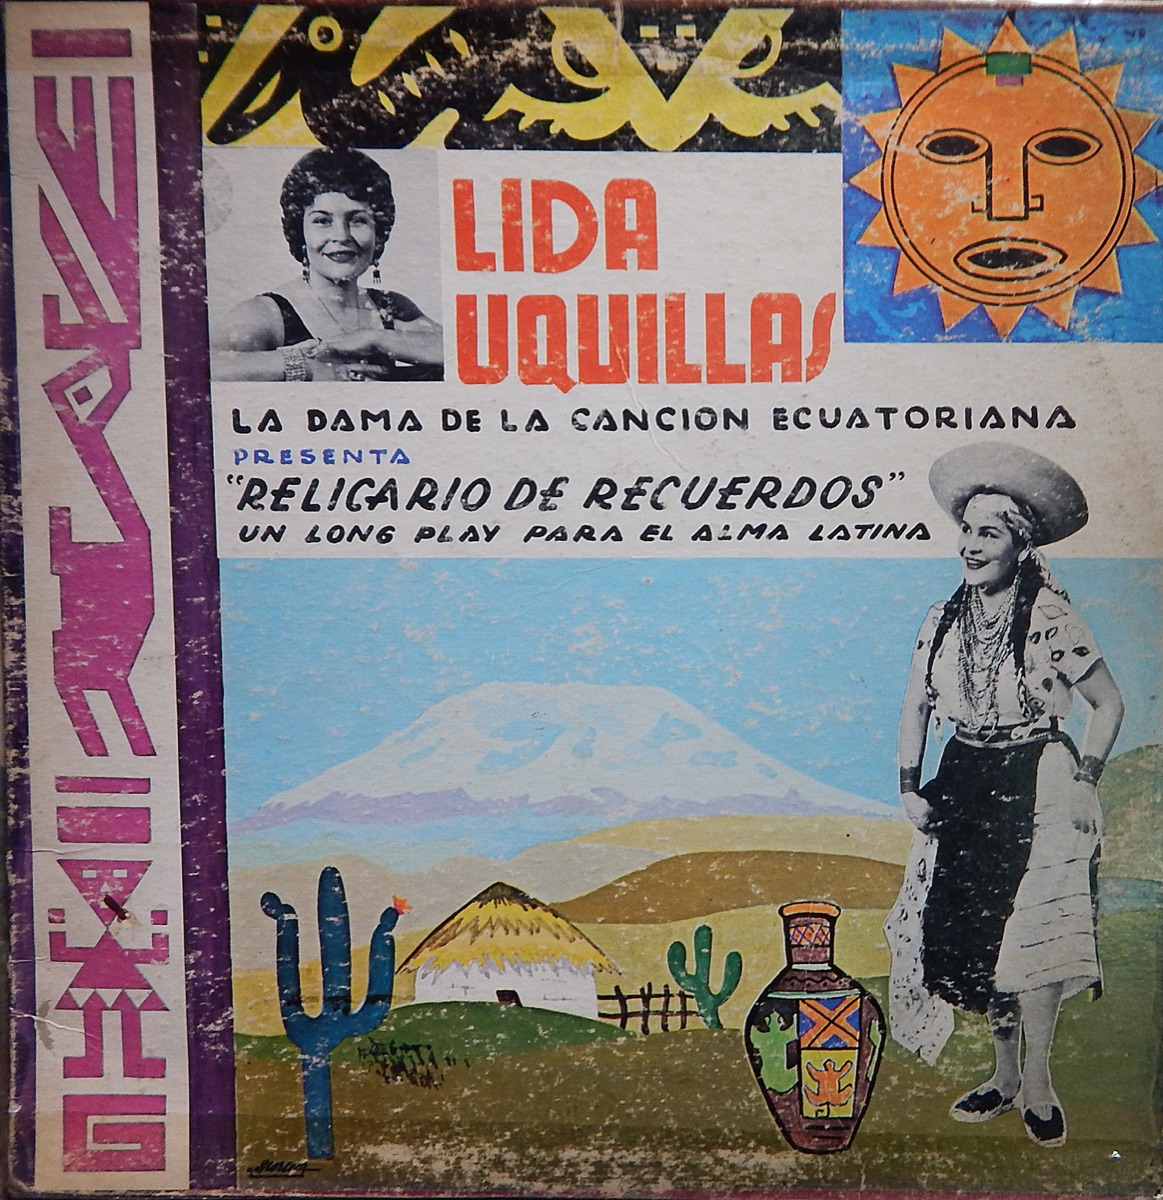 LIDA
UQUILLAS
LA DAMA DE LA CANCION ECUATORIANA
PRESENTA
"RELICARIO DE RECUERDOS"
UN LONG PLAY PARA EL ALMA LATINA